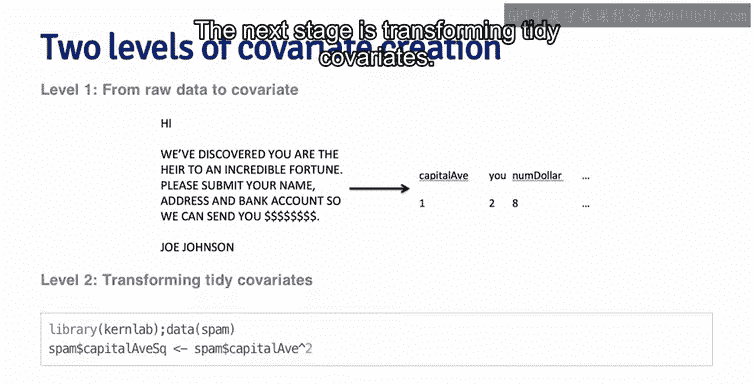 The next stage is transforming tidy
covariates.
Two levels of covariate creation
Level 1: From raw data to covariate
HI
WE'VE DISCOVERED YOU ARE THE
HEIR TO AN INCREDIBLE FORTUNE.
PLEASE SUBMIT YOUR NAME,
ADDRESS AND BANK ACCOUNT SO
WE CAN SEND YOU $$$$$$$$.
JOE JOHNSON
capitalAve you numDollar ...
1 2 8 ...
Level 2: Transforming tidy covariates
library(kernlab);data(spam)
spam$capitalAveSq <- spam$capitalAve^2